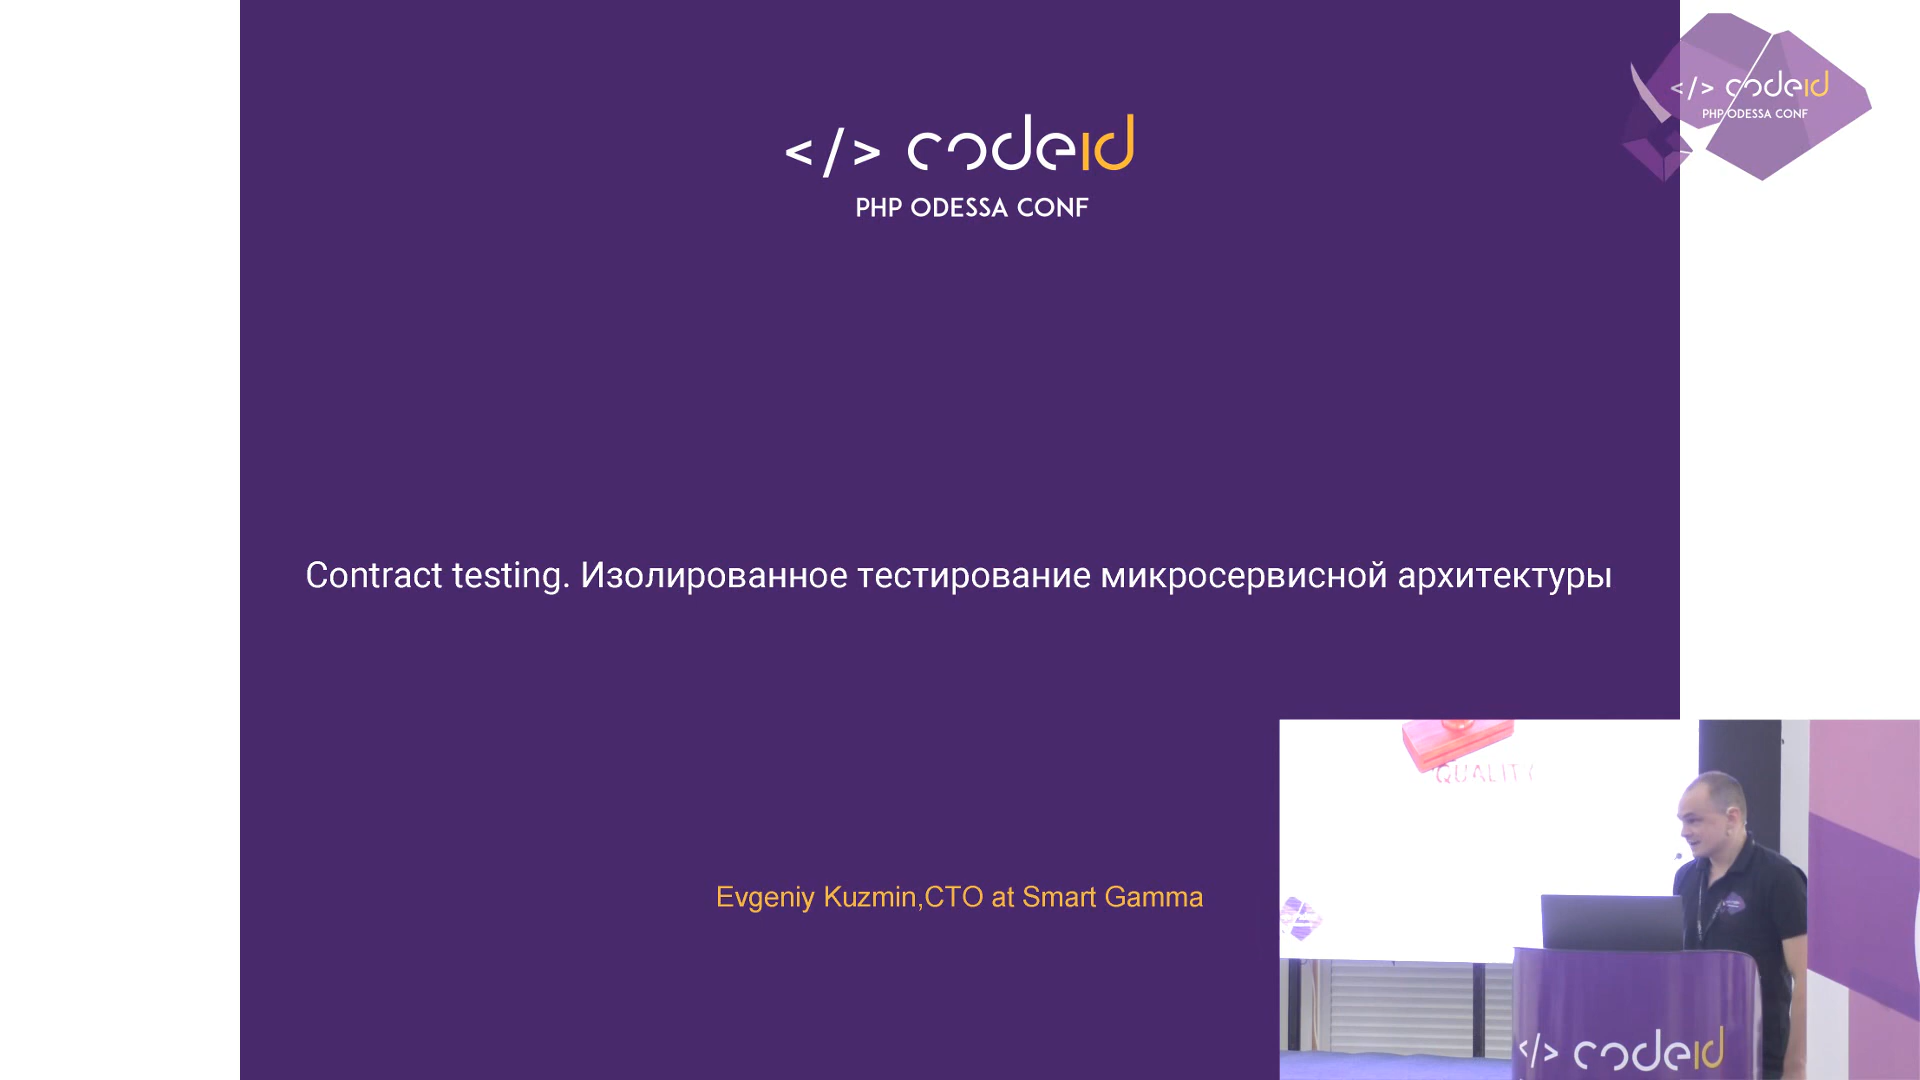 </> codeid
PHP ODESSA CONF
</> codeid
PHP ODESSA CONF
Contract testing. Изолированное тестирование микросервисной архитектуры
Evgeniy Kuzmin,CTO at Smart Gamma
QUALITY
</> codeid